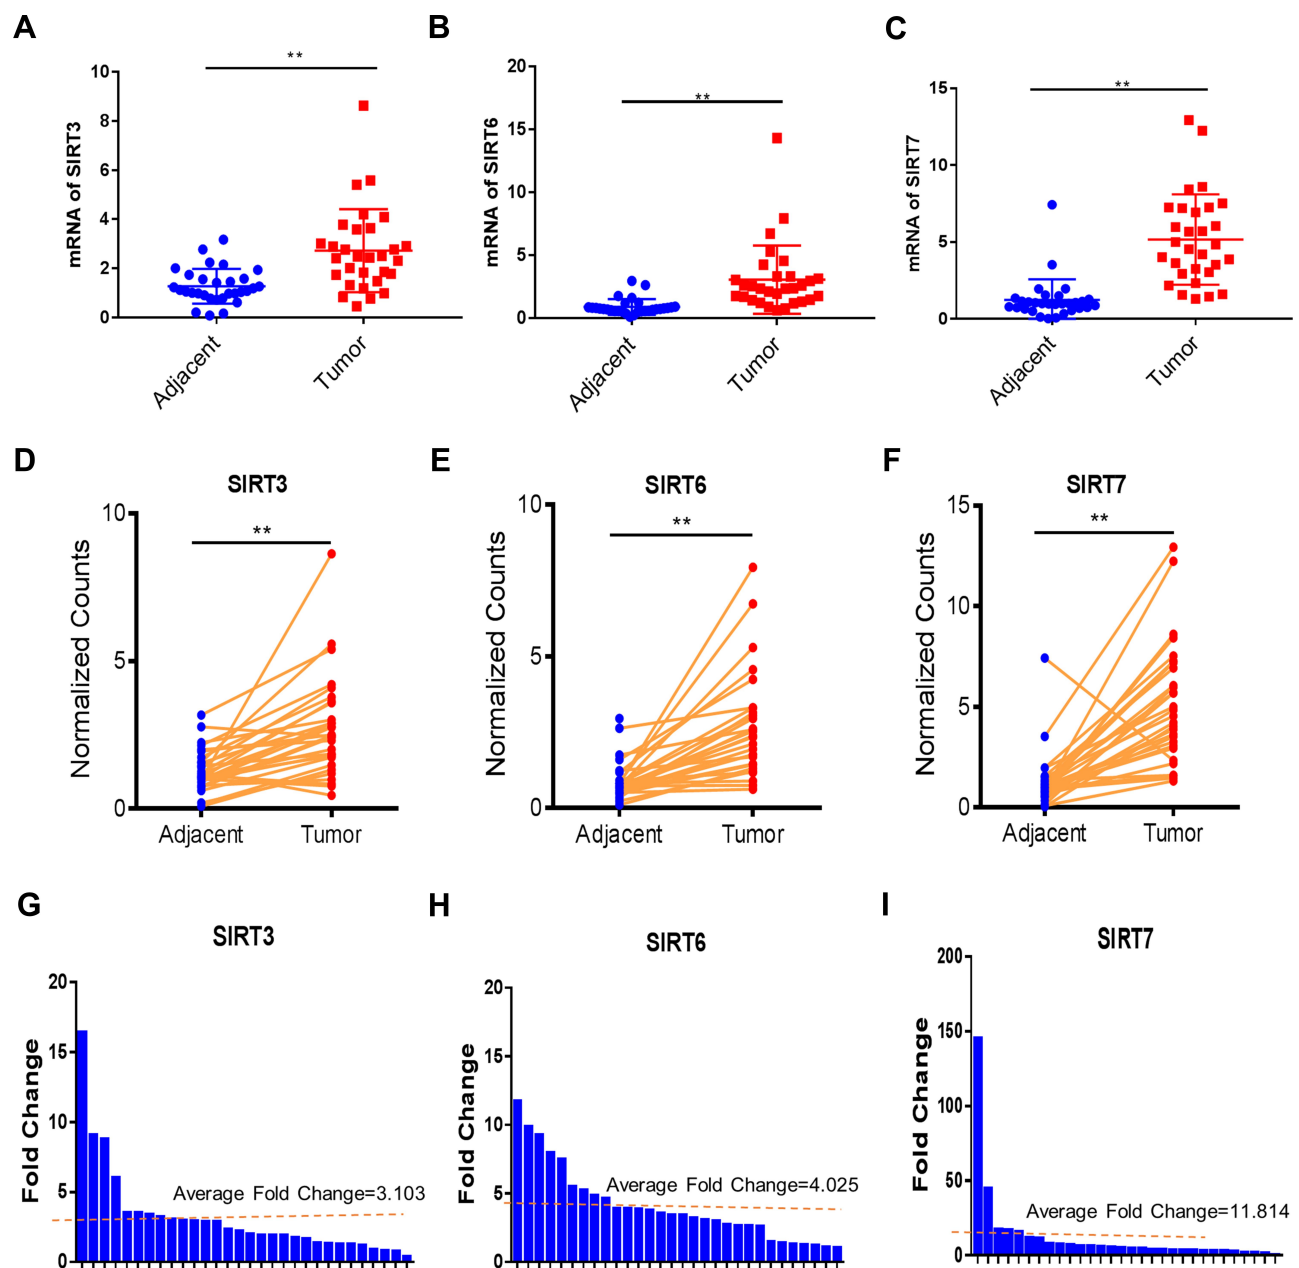 A
B
C
**
**
**
mRNA of SIRT3
10
8
6
4
2
0
Adjacent
Tumor
mRNA of SIRT6
20
15
10
5
0
Adjacent
Tumor
mRNA of SIRT7
15
10
5
0
Adjacent
Tumor
D
E
F
SIRT3
**
Normalized Counts
10
5
0
Adjacent
Tumor
SIRT6
**
Normalized Counts
10
5
0
Adjacent
Tumor
SIRT7
**
Normalized Counts
15
10
5
0
Adjacent
Tumor
G
H
I
SIRT3
Fold Change
20
15
10
5
0
Average Fold Change=3.103
SIRT6
Fold Change
20
15
10
5
0
Average Fold Change=4.025
SIRT7
Fold Change
200
150
100
50
0
Average Fold Change=11.814